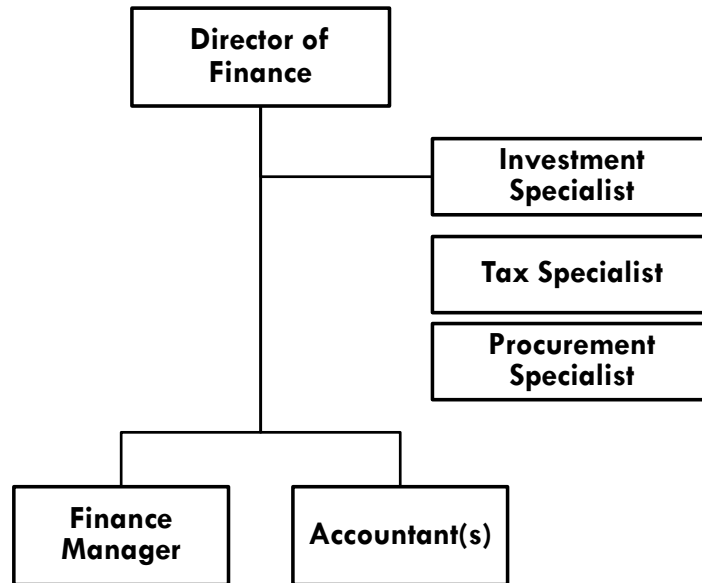 Director of
Finance
Investment
Specialist
Tax Specialist
Procurement
Specialist
Finance
Manager
Accountant(s)